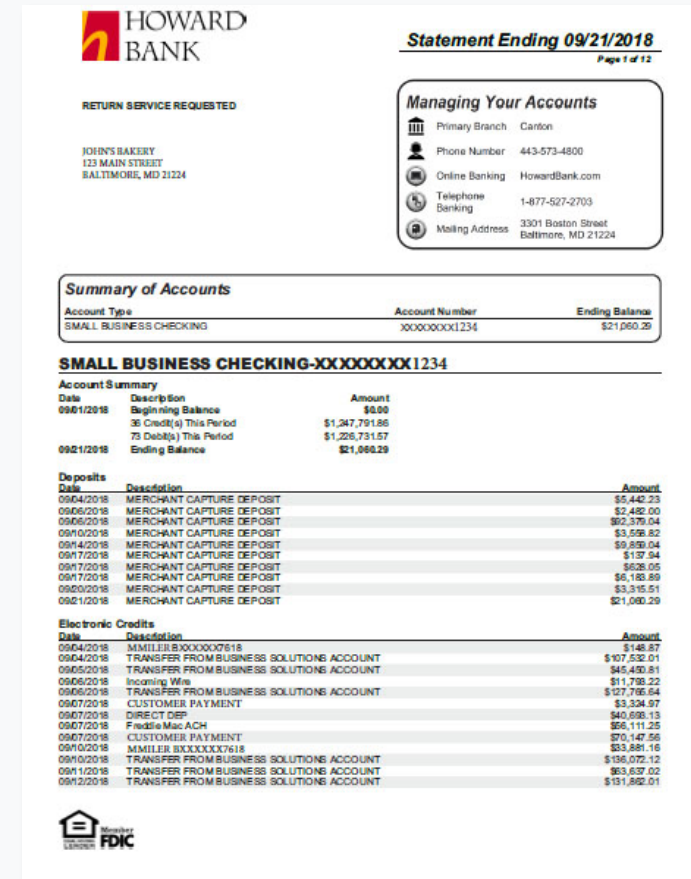 HOWARD
BANK
Statement Ending 09/21/2018
Page 1 of 12
RETURN SERVICE REQUESTED
JOHN'S BAKERY
123 MAIN STREET
BALTIMORE, MD 21224
Managing Your Accounts
Primary Branch Canton
Phone Number 443-573-4800
Online Banking HowardBank.com
Telephone
Banking 1-877-527-2703
Mailing Address 3301 Boston Street
Baltimore, MD 21224
Summary of Accounts
Account Type Account Number Ending Balance
SMALL BUSINESS CHECKING XXXXXXXX1234 $21,060.29
SMALL BUSINESS CHECKING-XXXXXXXX1234
Account Summary
Date Description Amount
09/01/2018 Beginning Balance $0.00
36 Credit(s) This Period $1,247,791.86
73 Debit(s) This Period $1,226,731.57
09/21/2018 Ending Balance $21,060.29
Deposits
Date Description Amount
09/04/2018 MERCHANT CAPTURE DEPOSIT $5,442.23
09/06/2018 MERCHANT CAPTURE DEPOSIT $2,482.00
09/06/2018 MERCHANT CAPTURE DEPOSIT $92,379.04
09/10/2018 MERCHANT CAPTURE DEPOSIT $3,558.82
09/14/2018 MERCHANT CAPTURE DEPOSIT $9,859.04
09/17/2018 MERCHANT CAPTURE DEPOSIT $137.94
09/17/2018 MERCHANT CAPTURE DEPOSIT $628.05
09/17/2018 MERCHANT CAPTURE DEPOSIT $6,183.89
09/20/2018 MERCHANT CAPTURE DEPOSIT $3,315.51
09/21/2018 MERCHANT CAPTURE DEPOSIT $21,060.29
Electronic Credits
Date Description Amount
09/04/2018 MMILER BXXXXXX7618 $148.87
09/04/2018 TRANSFER FROM BUSINESS SOLUTIONS ACCOUNT $107,532.01
09/05/2018 TRANSFER FROM BUSINESS SOLUTIONS ACCOUNT $45,450.81
09/06/2018 Incoming Wire $11,798.22
09/06/2018 TRANSFER FROM BUSINESS SOLUTIONS ACCOUNT $127,765.64
09/07/2018 CUSTOMER PAYMENT $3,324.97
09/07/2018 DIRECT DEP $40,698.13
09/07/2018 Freddie Mac ACH $56,111.25
09/07/2018 CUSTOMER PAYMENT $70,147.56
09/10/2018 MMILER BXXXXXX7618 $33,881.16
09/10/2018 TRANSFER FROM BUSINESS SOLUTIONS ACCOUNT $136,072.12
09/11/2018 TRANSFER FROM BUSINESS SOLUTIONS ACCOUNT $63,637.02
09/12/2018 TRANSFER FROM BUSINESS SOLUTIONS ACCOUNT $131,862.01
Member
FDIC